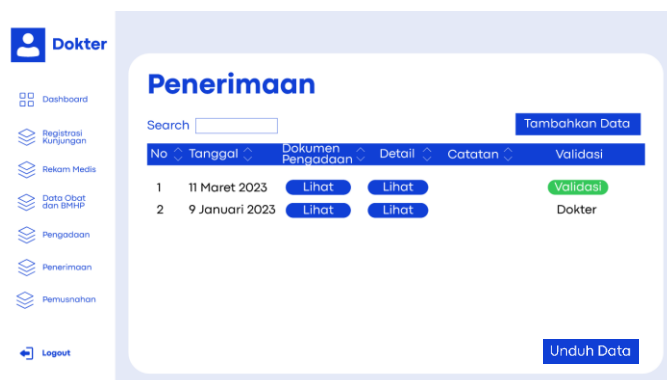 Dokter
Dashboard
Registrasi
Kunjungan
Rekam Medis
Data Obat
dan BMHP
Pengadaan
Penerimaan
Pemusnahan
Logout
Penerimaan
Search
Tambahkan Data
No Tanggal Dokumen Pengadaan Detail Catatan Validasi
1 11 Maret 2023 Lihat Lihat Validasi
2 9 Januari 2023 Lihat Lihat Dokter
Unduh Data